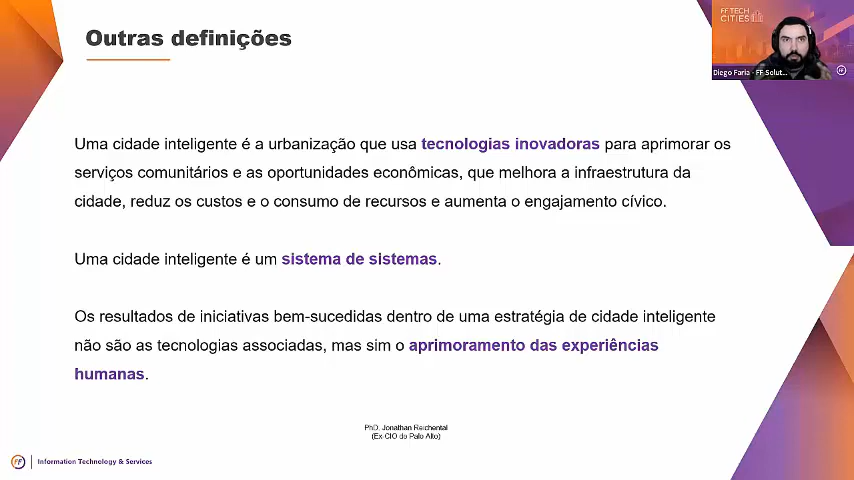 Outras definições
FF TECH
CITIES
Diego Faria - FF Solut...
Uma cidade inteligente é a urbanização que usa tecnologias inovadoras para aprimorar os
serviços comunitários e as oportunidades econômicas, que melhora a infraestrutura da
cidade, reduz os custos e o consumo de recursos e aumenta o engajamento cívico.
Uma cidade inteligente é um sistema de sistemas.
Os resultados de iniciativas bem-sucedidas dentro de uma estratégia de cidade inteligente
não são as tecnologias associadas, mas sim o aprimoramento das experiências
humanas.
PhD. Jonathan Reichental
(Ex-CIO de Palo Alto)
FF Information Technology & Services